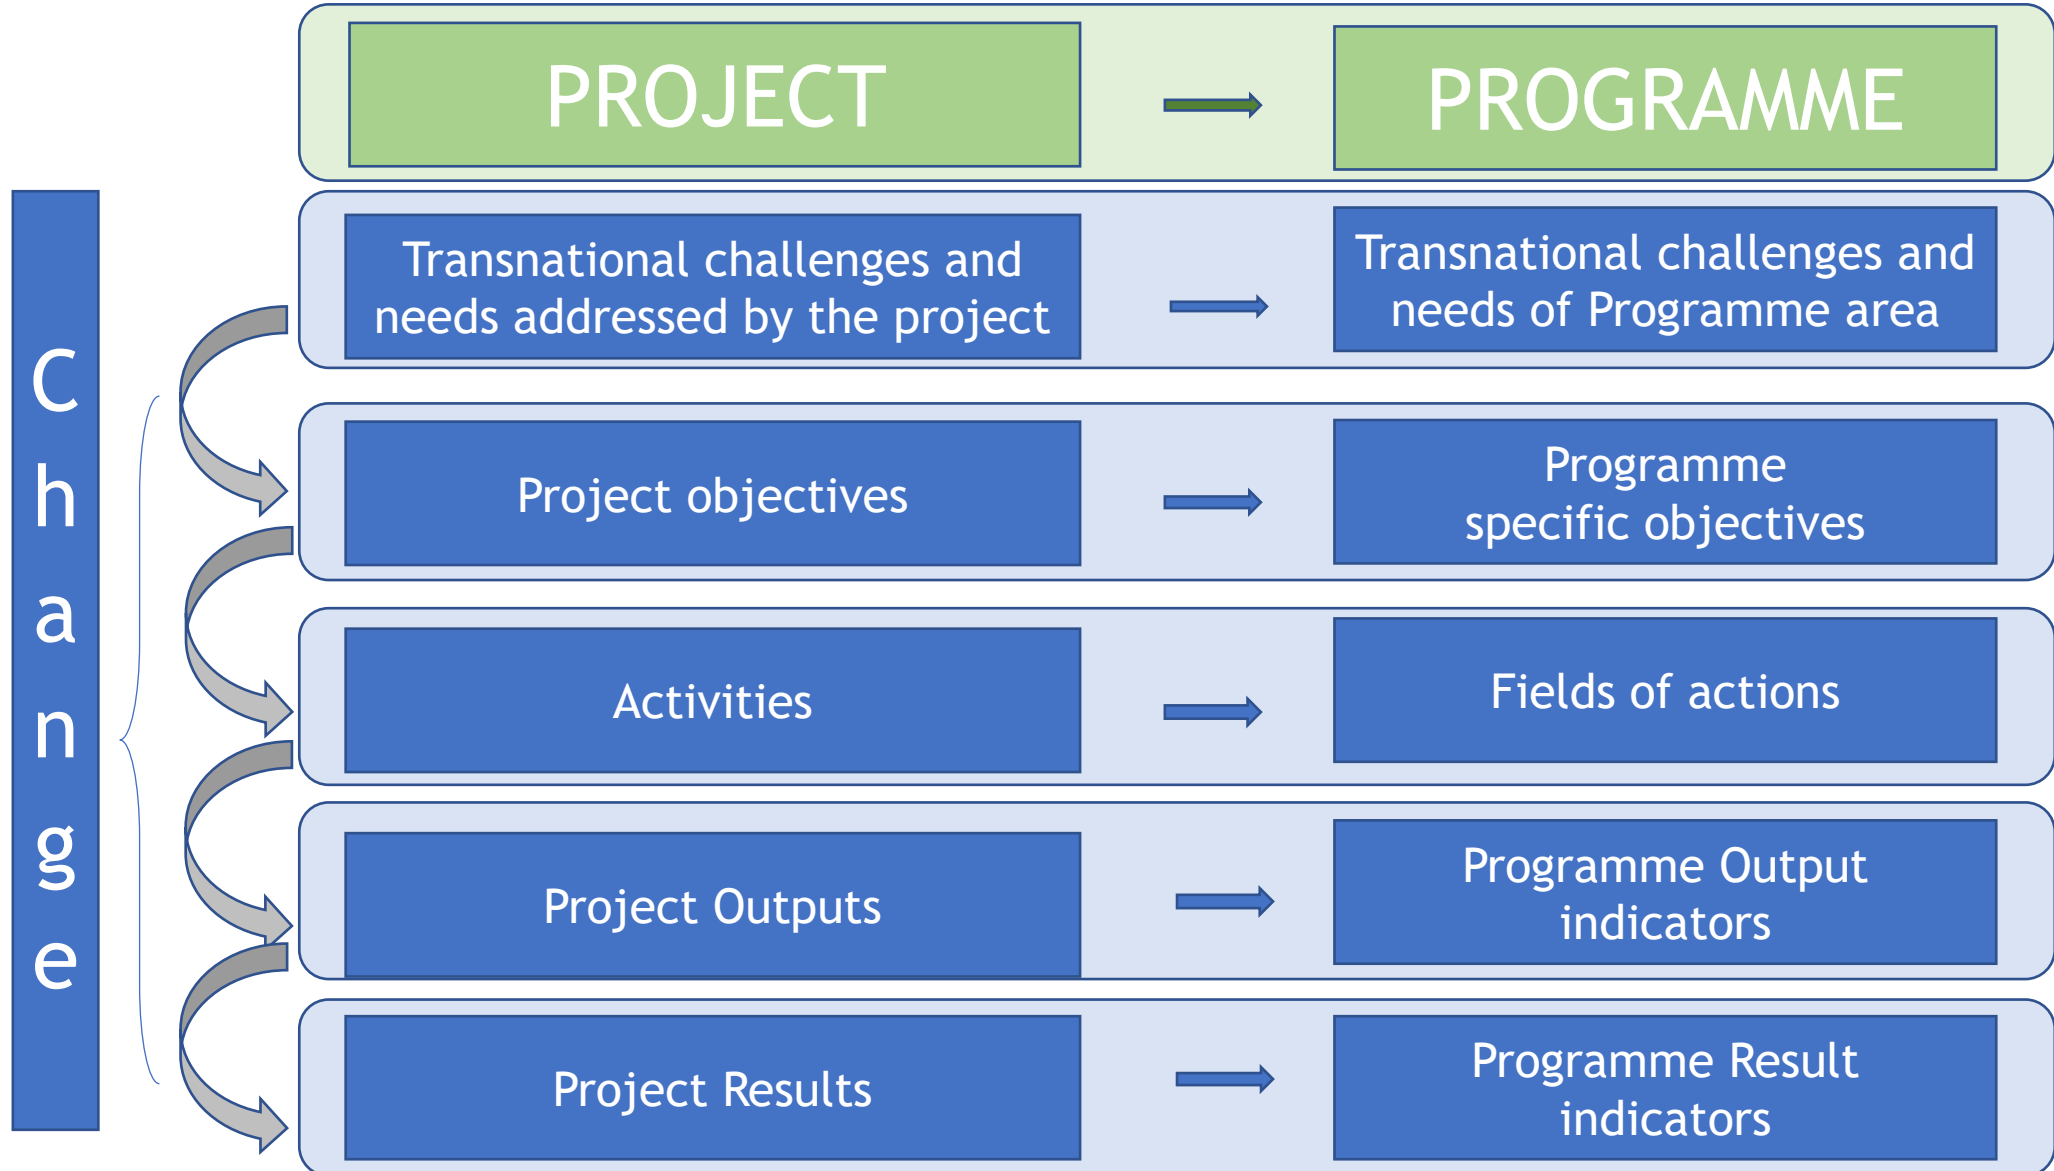 PROJECT
PROGRAMME
Change
Transnational challenges and
needs addressed by the project
Transnational challenges and
needs of Programme area
Project objectives
Programme
specific objectives
Activities
Fields of actions
Project Outputs
Programme Output
indicators
Project Results
Programme Result
indicators